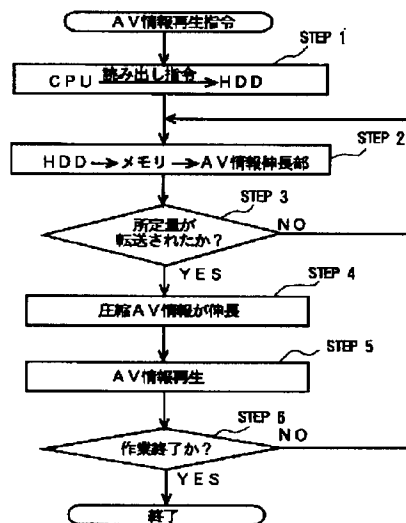 AV情報再生指令
STEP 1
読み出し指令
CPU HDD
STEP 2
HDD→メモリ→AV情報伸長部
STEP 3
所定量が
転送されたか?
NO
YES
STEP 4
圧縮AV情報が伸長
STEP 5
AV情報再生
STEP 6
作業終了か?
NO
YES
終了